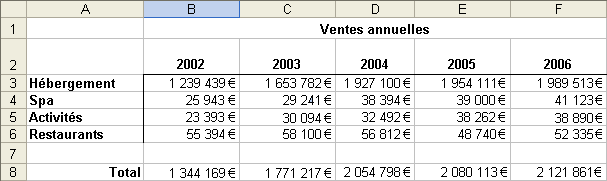 A B C D E F
1 Ventes annuelles
2 2002 2003 2004 2005 2006
3 Hébergement 1 239 439 € 1 653 782 € 1 927 100 € 1 954 111 € 1 989 513 €
4 Spa 25 943 € 29 241 € 38 394 € 39 000 € 41 123 €
5 Activités 23 393 € 30 094 € 32 492 € 38 262 € 38 890 €
6 Restaurants 55 394 € 58 100 € 56 812 € 48 740 € 52 335 €
7
8 Total 1 344 169 € 1 771 217 € 2 054 798 € 2 080 113 € 2 121 861 €